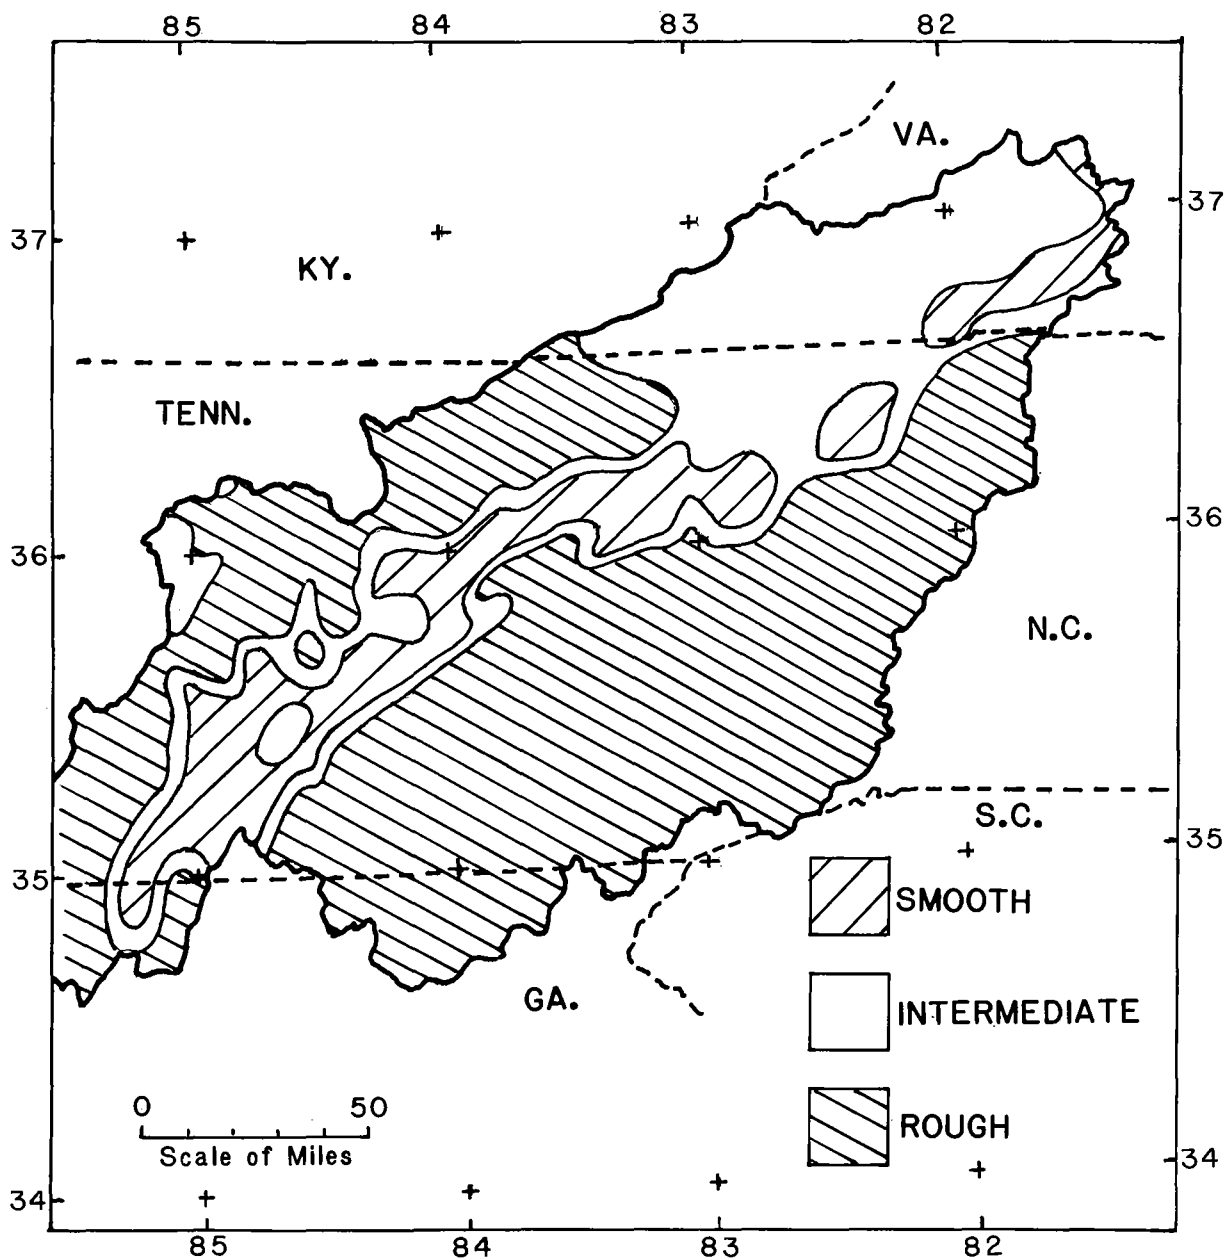 85 84 83 82
VA.
37
37
KY.
TENN.
36
36
N.C.
S.C.
35
35
SMOOTH
GA.
INTERMEDIATE
0 50
ROUGH
Scale of Miles
34
34
85 84 83 82